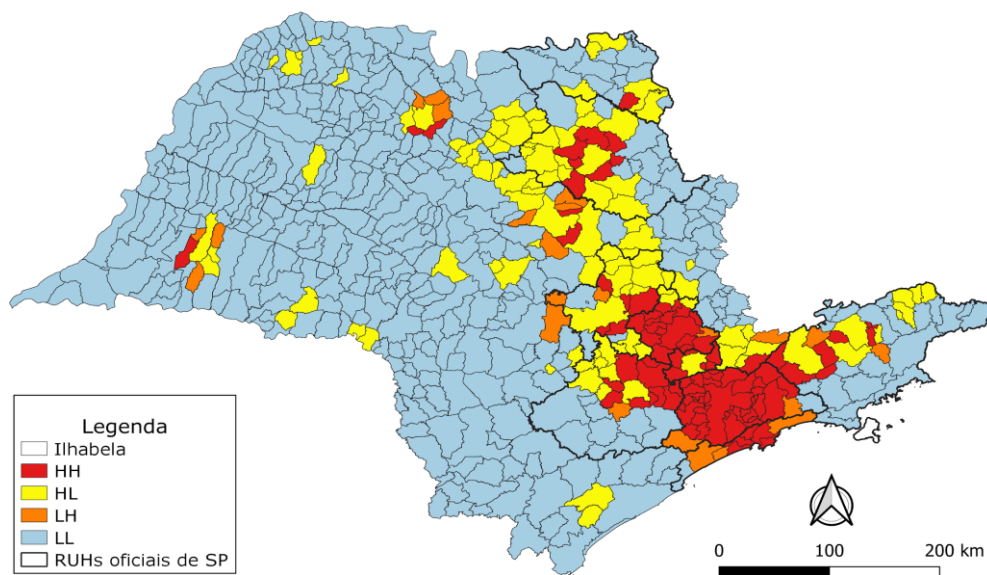 Legenda
Ilhabela
HH
HL
LH
LL
RUHs oficiais de SP
0 100 200 km